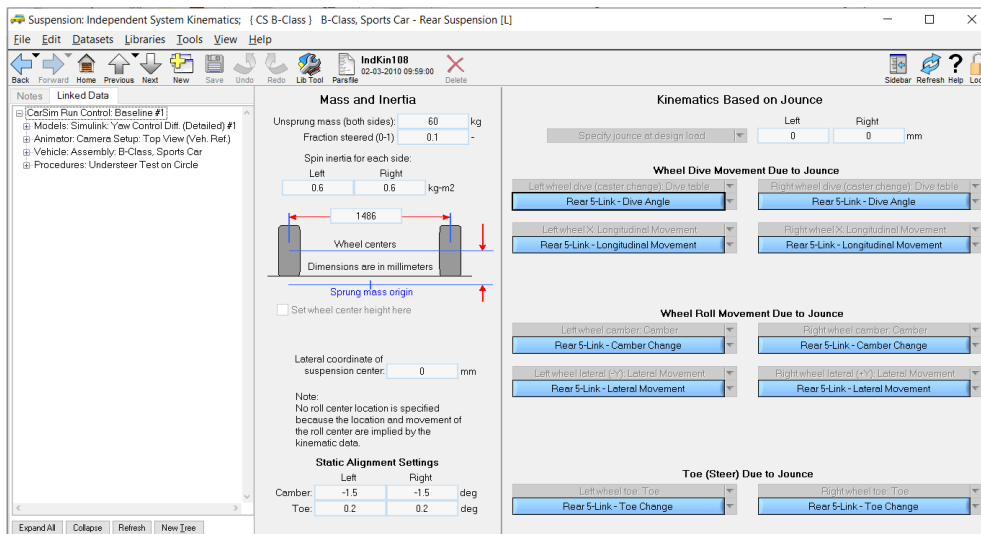 Suspension: Independent System Kinematics; { CS B-Class } B-Class, Sports Car - Rear Suspension [L]
File Edit Datasets Libraries Tools View Help
Back Forward Home Previous Next New Save Undo Redo Lib Tool Parsfile
IndKin108
02-03-2010 09:59:00
Delete
Sidebar Refresh Help Loc
Notes Linked Data
CarSim Run Control: Baseline #1
Models: Simulink: Yaw Control Diff. (Detailed) #1
Animator: Camera Setup: Top View (Veh. Ref.)
Vehicle: Assembly: B-Class, Sports Car
Procedures: Understeer Test on Circle
Expand All Collapse Refresh New Tree
Mass and Inertia
Unsprung mass (both sides): 60 kg
Fraction steered (0-1) 0.1 -
Spin inertia for each side:
Left Right
0.6 0.6 kg-m2
1486
Wheel centers
Dimensions are in millimeters
Sprung mass origin
Set wheel center height here
Lateral coordinate of
suspension center: 0 mm
Note:
No roll center location is specified
because the location and movement of
the roll center are implied by the
kinematic data.
Static Alignment Settings
Left Right
Camber: -1.5 -1.5 deg
Toe: 0.2 0.2 deg
Kinematics Based on Jounce
Left Right
Specify jounce at design load 0 0 mm
Wheel Dive Movement Due to Jounce
Left wheel dive (caster change): Dive table Right wheel dive (caster change): Dive table
Rear 5-Link - Dive Angle Rear 5-Link - Dive Angle
Left wheel X: Longitudinal Movement Right wheel X: Longitudinal Movement
Rear 5-Link - Longitudinal Movement Rear 5-Link - Longitudinal Movement
Wheel Roll Movement Due to Jounce
Left wheel camber: Camber Right wheel camber: Camber
Rear 5-Link - Camber Change Rear 5-Link - Camber Change
Left wheel lateral (-Y): Lateral Movement Right wheel lateral (+Y): Lateral Movement
Rear 5-Link - Lateral Movement Rear 5-Link - Lateral Movement
Toe (Steer) Due to Jounce
Left wheel toe: Toe Right wheel toe: Toe
Rear 5-Link - Toe Change Rear 5-Link - Toe Change